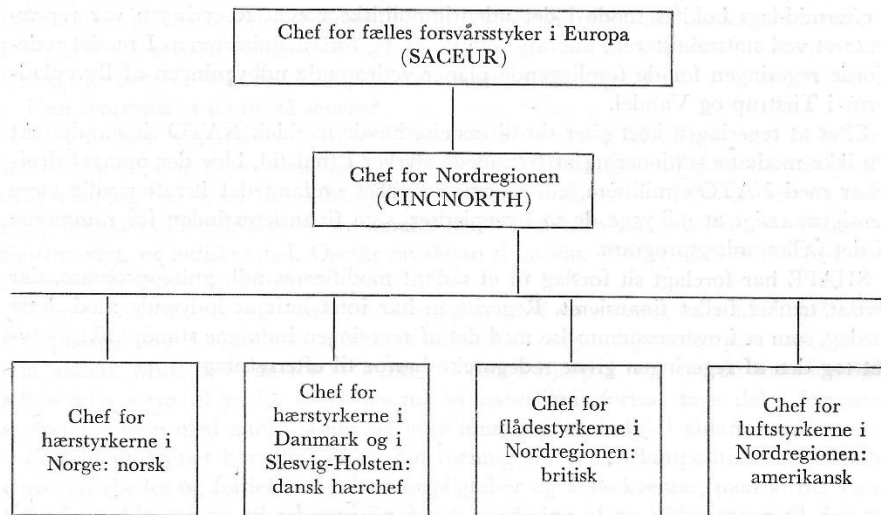 Chef for fælles forsvårsstyker i Europa
(SACEUR)
Chef for Nordregionen
(CINCNORTH)
Chef for
hærstyrkerne i
Norge: norsk
Chef for
hærstyrkerne i
Danmark og i
Slesvig-Holsten:
dansk hærchef
Chef for
flådestyrkerne i
Nordregionen:
britisk
Chef for
luftstyrkerne i
Nordregionen:
amerikansk